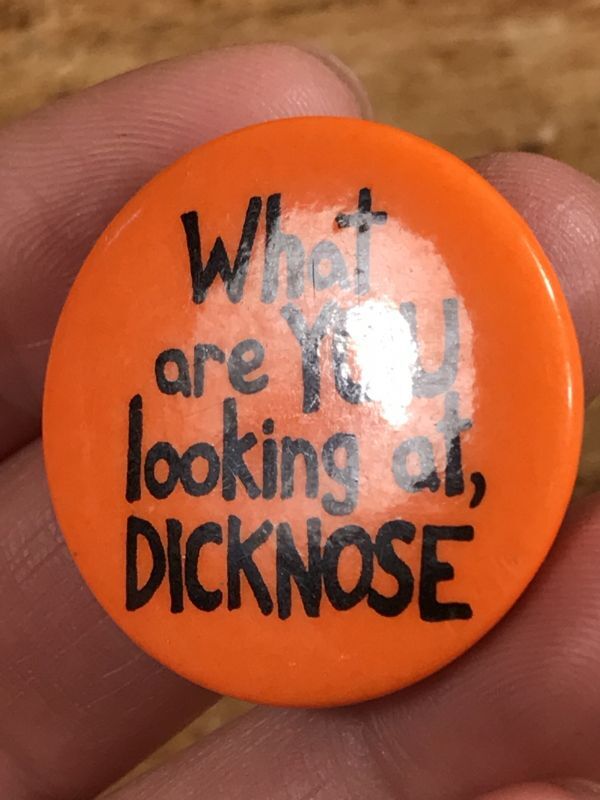 What
are YOU
looking at,
DICKNOSE